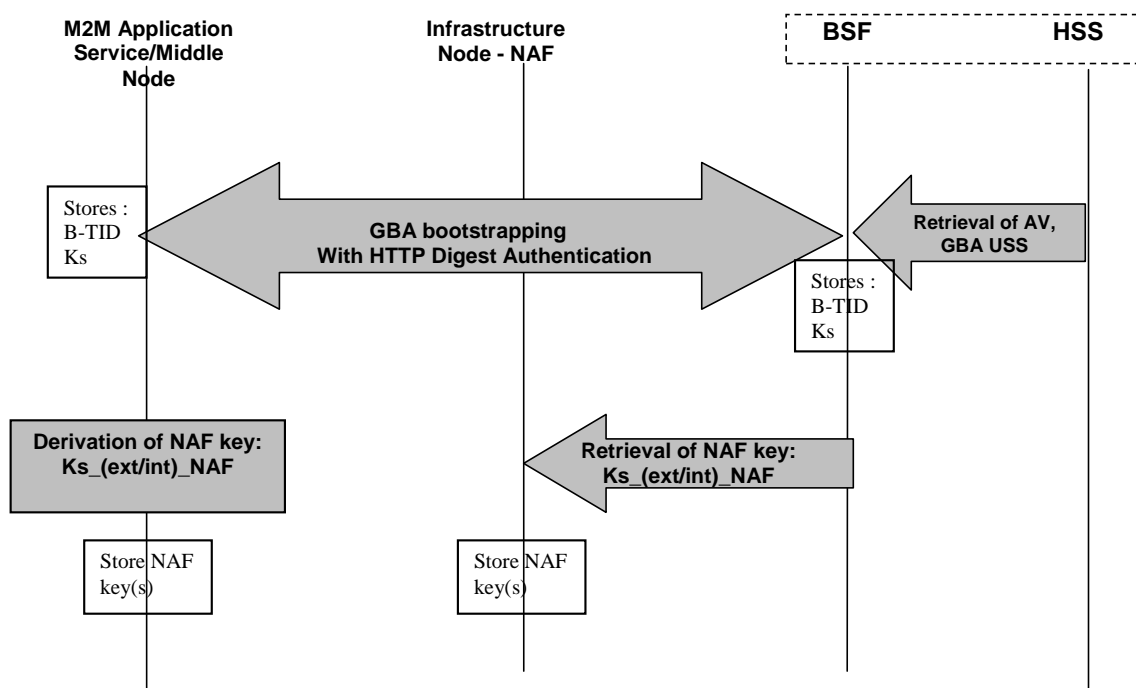 M2M Application
Service/Middle
Node
Infrastructure
Node - NAF
BSF
HSS
Stores :
B-TID
Ks
GBA bootstrapping
With HTTP Digest Authentication
Retrieval of AV,
GBA USS
Stores :
B-TID
Ks
Derivation of NAF key:
Ks_(ext/int)_NAF
Retrieval of NAF key:
Ks_(ext/int)_NAF
Store NAF
key(s)
Store NAF
key(s)